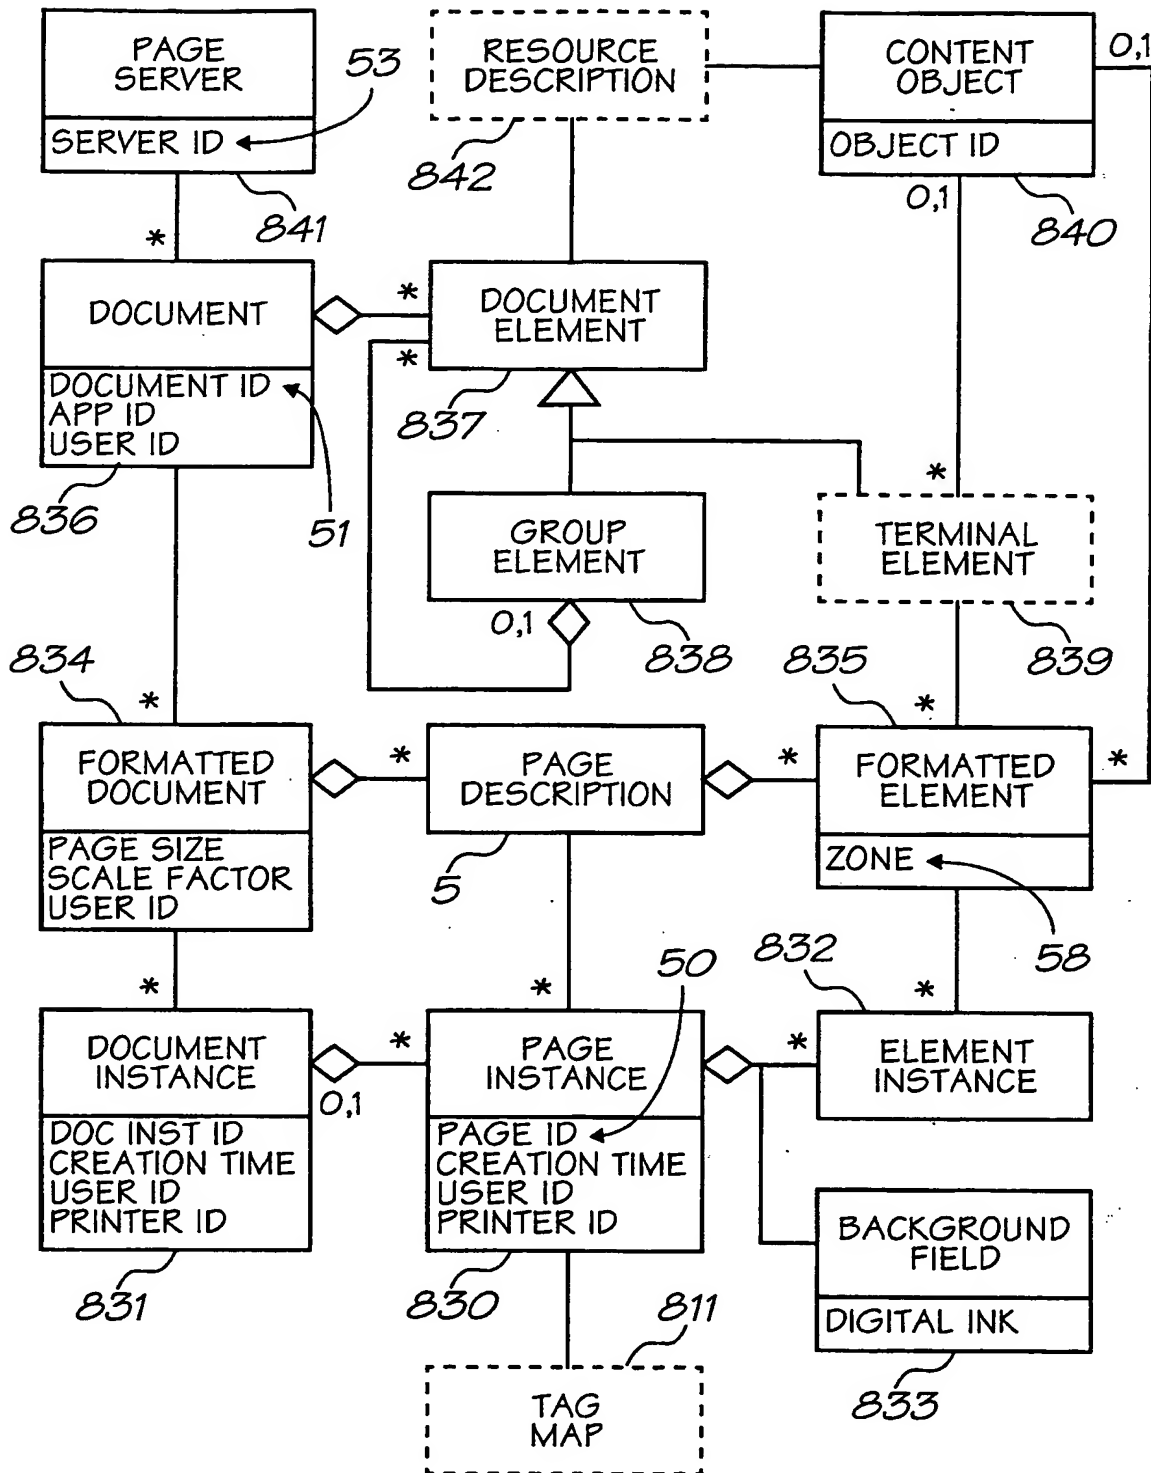 PAGE
SERVER
53
SERVER ID
841
*
RESOURCE
DESCRIPTION
842
CONTENT
OBJECT
0,1
OBJECT ID
0,1
840
DOCUMENT
*
DOCUMENT
ELEMENT
*
DOCUMENT ID
APP ID
USER ID
837
836
51
GROUP
ELEMENT
0,1
838
*
TERMINAL
ELEMENT
839
834
*
FORMATTED
DOCUMENT
*
PAGE
DESCRIPTION
*
835
*
FORMATTED
ELEMENT
*
PAGE SIZE
SCALE FACTOR
USER ID
5
ZONE
58
*
DOCUMENT
INSTANCE
0,1
*
*
PAGE
INSTANCE
50
*
832
*
ELEMENT
INSTANCE
DOC INST ID
CREATION TIME
USER ID
PRINTER ID
831
PAGE ID
CREATION TIME
USER ID
PRINTER ID
830
BACKGROUND
FIELD
DIGITAL INK
833
811
TAG
MAP